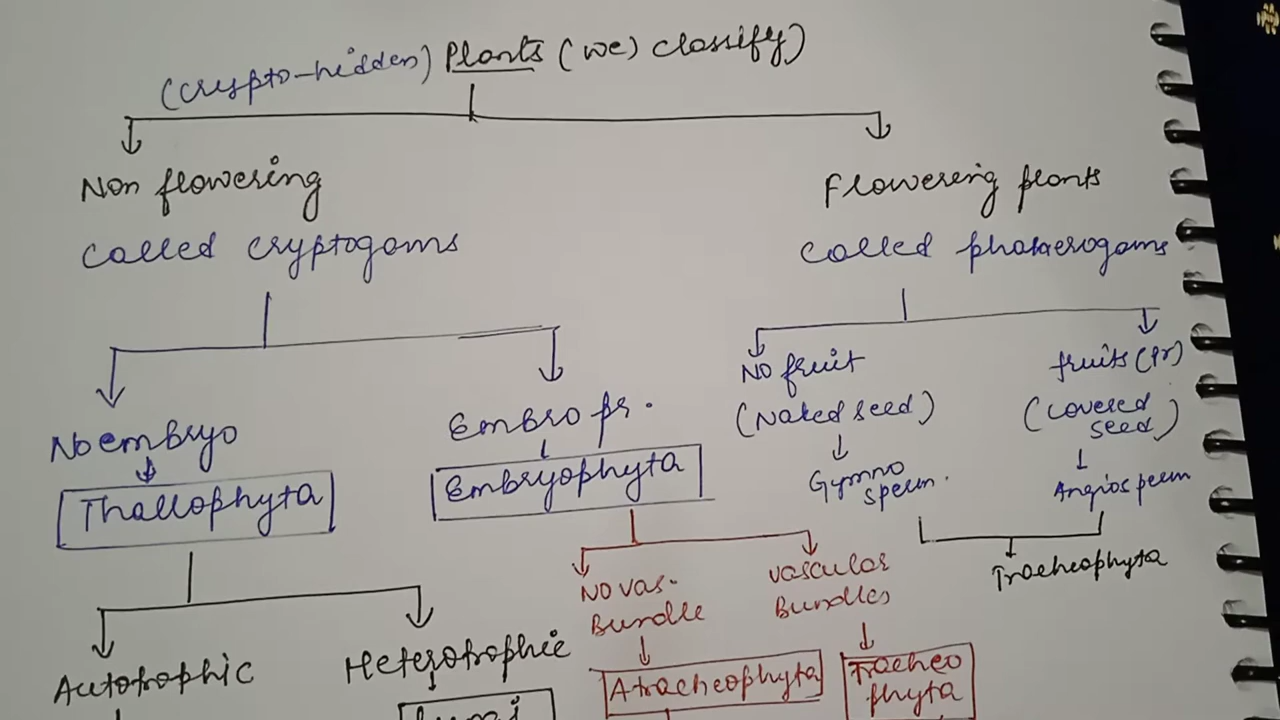 (Crypto-hidden) Plants (we) classify)
Non flowering
called cryptogams
Flowering plants
called phanerogams
No embryo
Thallophyta
Embro pr.
Embryophyta
NO fruit
(Naked seed)
Gymno
sperm.
fruits (Pr)
(covered
seed)
Angiosperm
Tracheophyta
NO vas.
Bundle
Atracheophyta
vascular
Bundles
Tracheo
phyta
Autotrophic
Heterotrophic